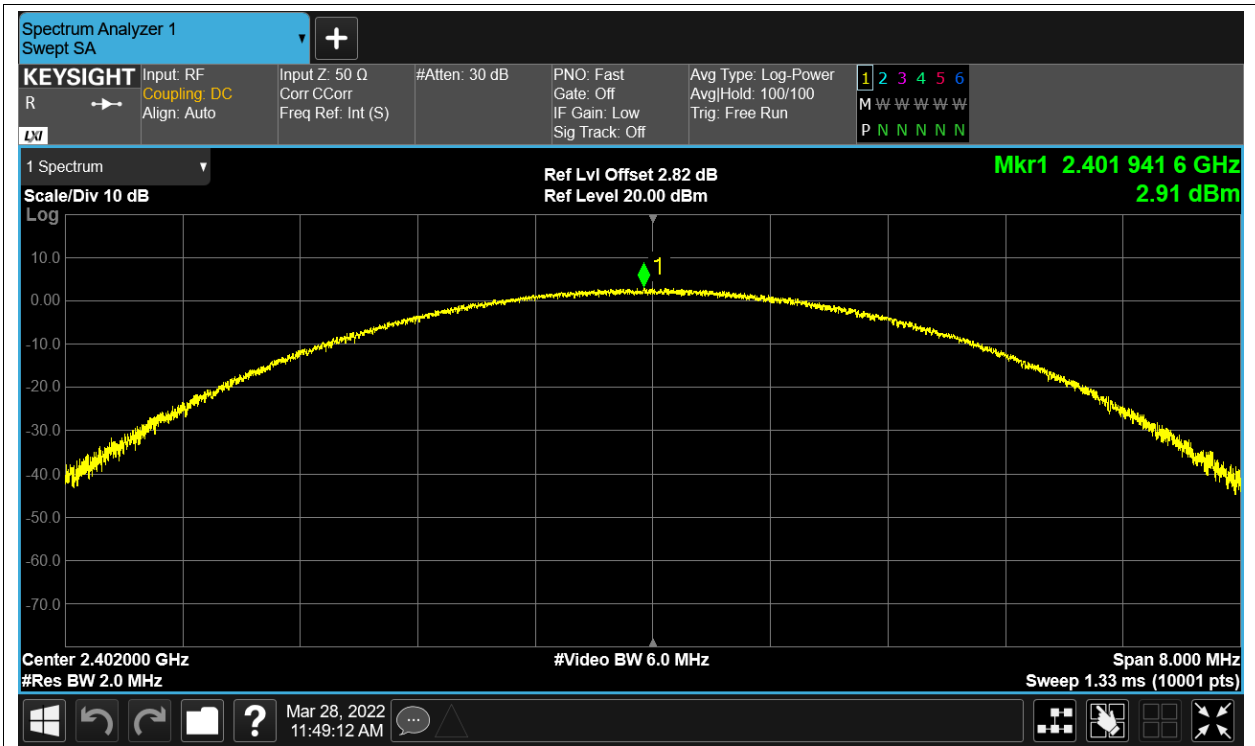 Spectrum Analyzer 1
Swept SA
KEYSIGHT
R
LXI
Input: RF
Coupling: DC
Align: Auto
Input Z: 50 Ω
Corr CCorr
Freq Ref: Int (S)
#Atten: 30 dB
PNO: Fast
Gate: Off
IF Gain: Low
Sig Track: Off
Avg Type: Log-Power
Avg|Hold: 100/100
Trig: Free Run
1 2 3 4 5 6
M W W W W W W
P N N N N N N
1 Spectrum
Scale/Div 10 dB
Log
Ref Lvl Offset 2.82 dB
Ref Level 20.00 dBm
Mkr1 2.401 941 6 GHz
2.91 dBm
1
10.0
0.00
-10.0
-20.0
-30.0
-40.0
-50.0
-60.0
-70.0
Center 2.402000 GHz
#Res BW 2.0 MHz
#Video BW 6.0 MHz
Span 8.000 MHz
Sweep 1.33 ms (10001 pts)
?
Mar 28, 2022
11:49:12 AM